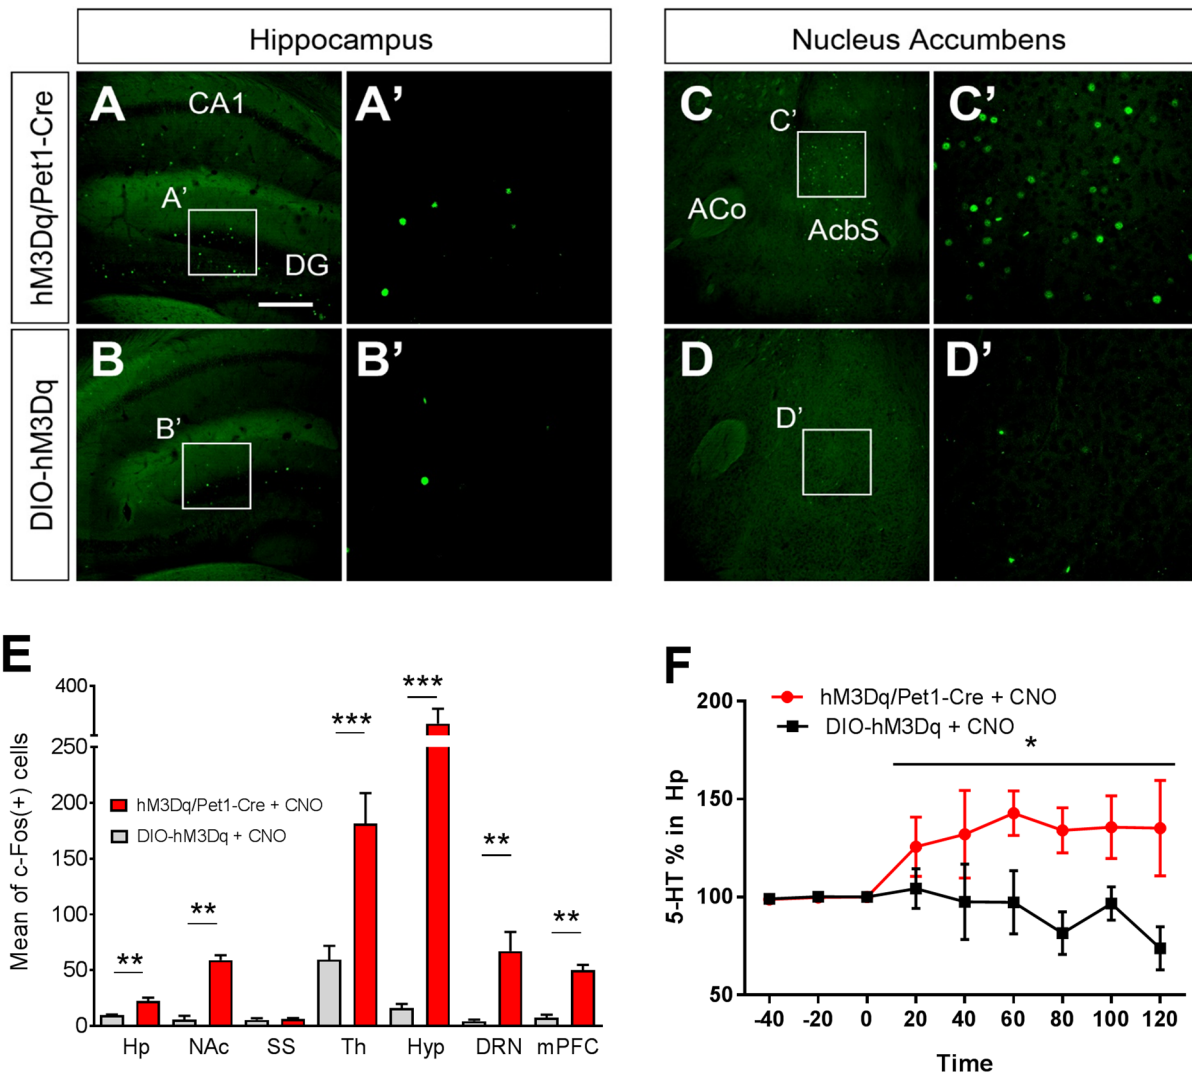 Hippocampus
Nucleus Accumbens
hM3Dq/Pet1-Cre
A
CA1
A'
DG
A'
C
C'
ACo
AcbS
C'
DIO-hM3Dq
B
B'
B'
D
D'
D'
E
Mean of c-Fos(+) cells
400
250
200
150
100
50
0
hM3Dq/Pet1-Cre + CNO
DIO-hM3Dq + CNO
**
**
***
***
**
**
Hp
NAc
SS
Th
Hyp
DRN
mPFC
F
hM3Dq/Pet1-Cre + CNO
DIO-hM3Dq + CNO
*
5-HT % in Hp
200
150
100
50
-40
-20
0
20
40
60
80
100
120
Time